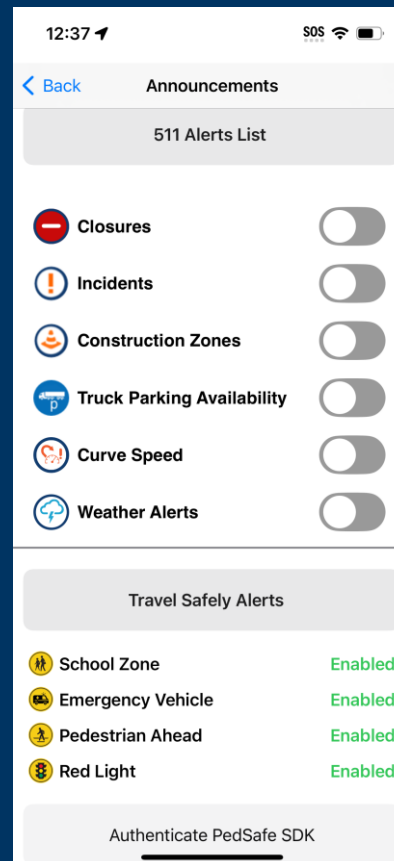 12:37 SOS
Back Announcements
511 Alerts List
Closures
Incidents
Construction Zones
P Truck Parking Availability
Curve Speed
Weather Alerts
Travel Safely Alerts
School Zone Enabled
Emergency Vehicle Enabled
Pedestrian Ahead Enabled
Red Light Enabled
Authenticate PedSafe SDK